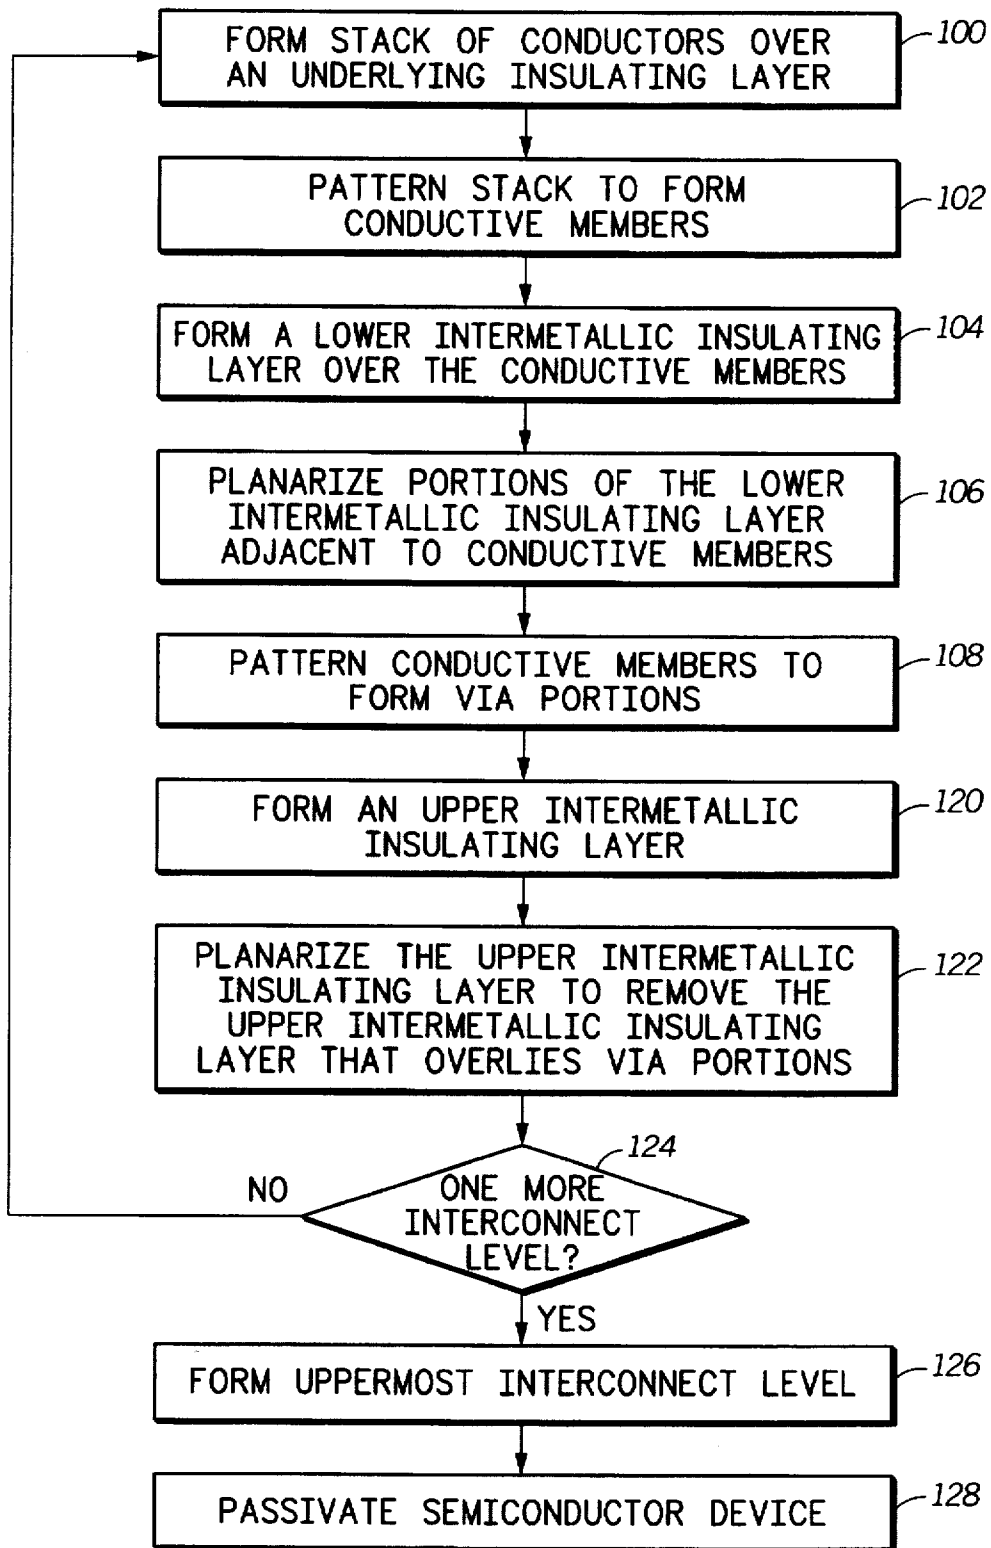 FORM STACK OF CONDUCTORS OVER
AN UNDERLYING INSULATING LAYER
100
PATTERN STACK TO FORM
CONDUCTIVE MEMBERS
102
FORM A LOWER INTERMETALLIC INSULATING
LAYER OVER THE CONDUCTIVE MEMBERS
104
PLANARIZE PORTIONS OF THE LOWER
INTERMETALLIC INSULATING LAYER
ADJACENT TO CONDUCTIVE MEMBERS
106
PATTERN CONDUCTIVE MEMBERS TO
FORM VIA PORTIONS
108
FORM AN UPPER INTERMETALLIC
INSULATING LAYER
120
PLANARIZE THE UPPER INTERMETALLIC
INSULATING LAYER TO REMOVE THE
UPPER INTERMETALLIC INSULATING
LAYER THAT OVERLIES VIA PORTIONS
122
124
NO
ONE MORE
INTERCONNECT
LEVEL?
YES
FORM UPPERMOST INTERCONNECT LEVEL
126
PASSIVATE SEMICONDUCTOR DEVICE
128